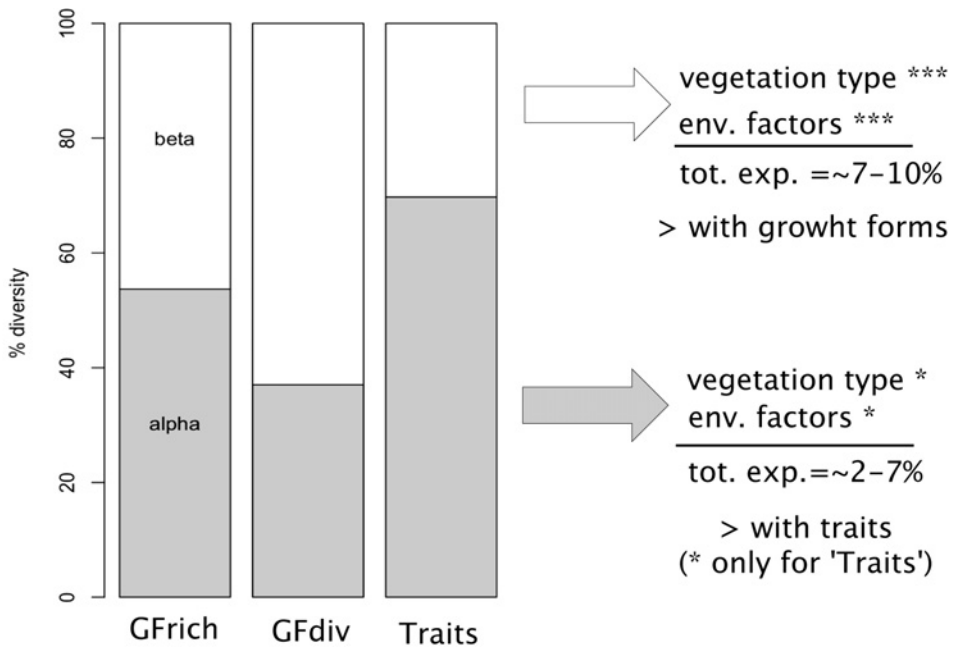 % diversity
100
80
60
40
20
0
beta
alpha
GFrich
GFdiv
Traits
vegetation type ***
env. factors ***
tot. exp. =~7-10%
> with growht forms
vegetation type *
env. factors *
tot. exp.=~2-7%
> with traits
(* only for 'Traits')